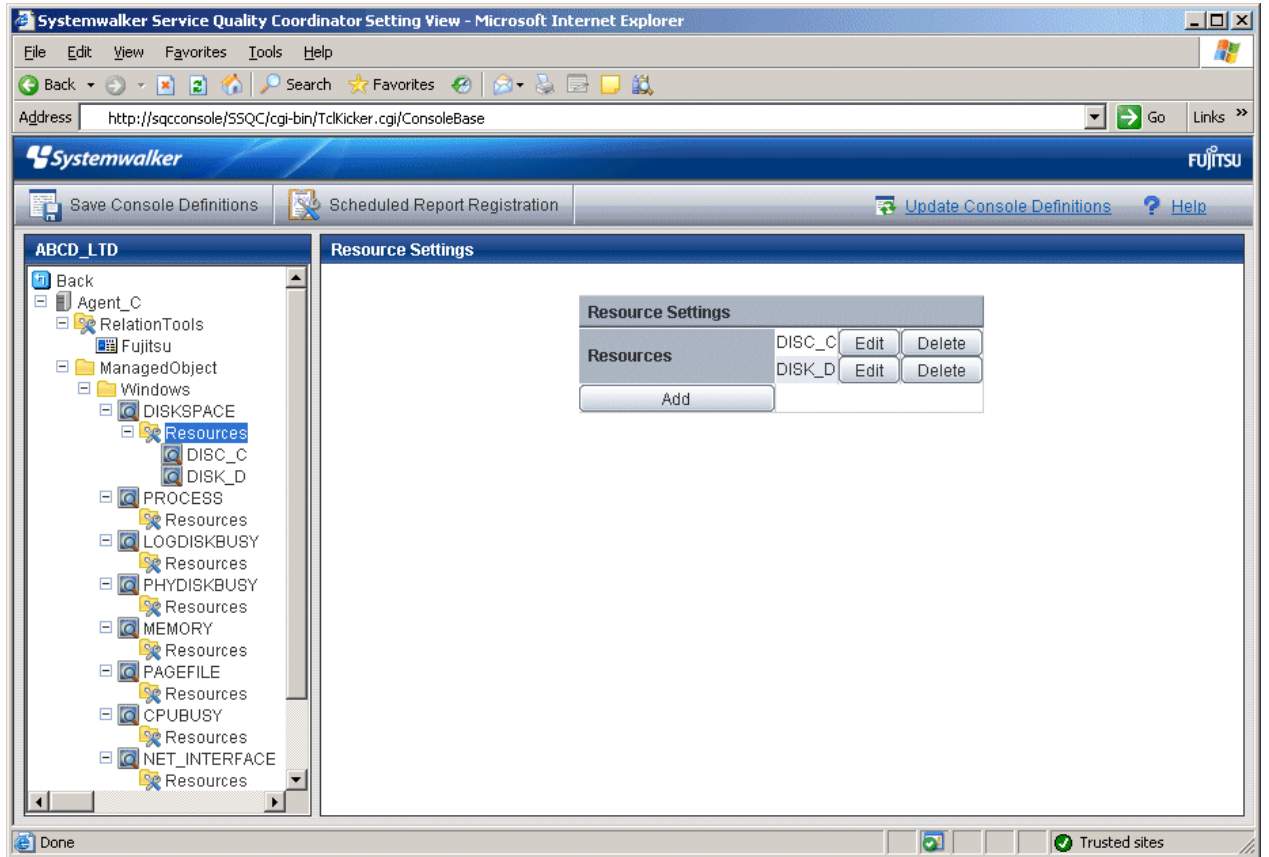 Systemwalker Service Quality Coordinator Setting View - Microsoft Internet Explorer
File Edit View Favorites Tools Help
Back Search Favorites
Address http://sqcconsole/SSQC/cgi-bin/TclKicker.cgi/ConsoleBase Go Links »
Systemwalker FUJITSU
Save Console Definitions Scheduled Report Registration Update Console Definitions ? Help
ABCD_LTD Resource Settings
Back
Agent_C
RelationTools
Fujitsu
ManagedObject
Windows
DISKSPACE
Resources
DISC_C
DISK_D
PROCESS
Resources
LOGDISKBUSY
Resources
PHYDISKBUSY
Resources
MEMORY
Resources
PAGEFILE
Resources
CPUBUSY
Resources
NET_INTERFACE
Resources
Resource Settings
Resources DISC_C Edit Delete
DISK_D Edit Delete
Add
Done Trusted sites